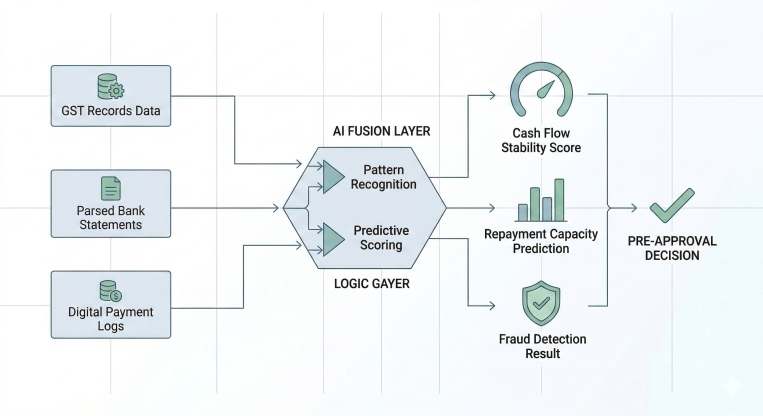 GST Records Data
Parsed Bank
Statements
Digital Payment
Logs
AI FUSION LAYER
Pattern
Recognition
Predictive
Scoring
LOGIC GAYER
Cash Flow
Stability Score
Repayment Capacity
Prediction
Fraud Detection
Result
PRE-APPROVAL
DECISION